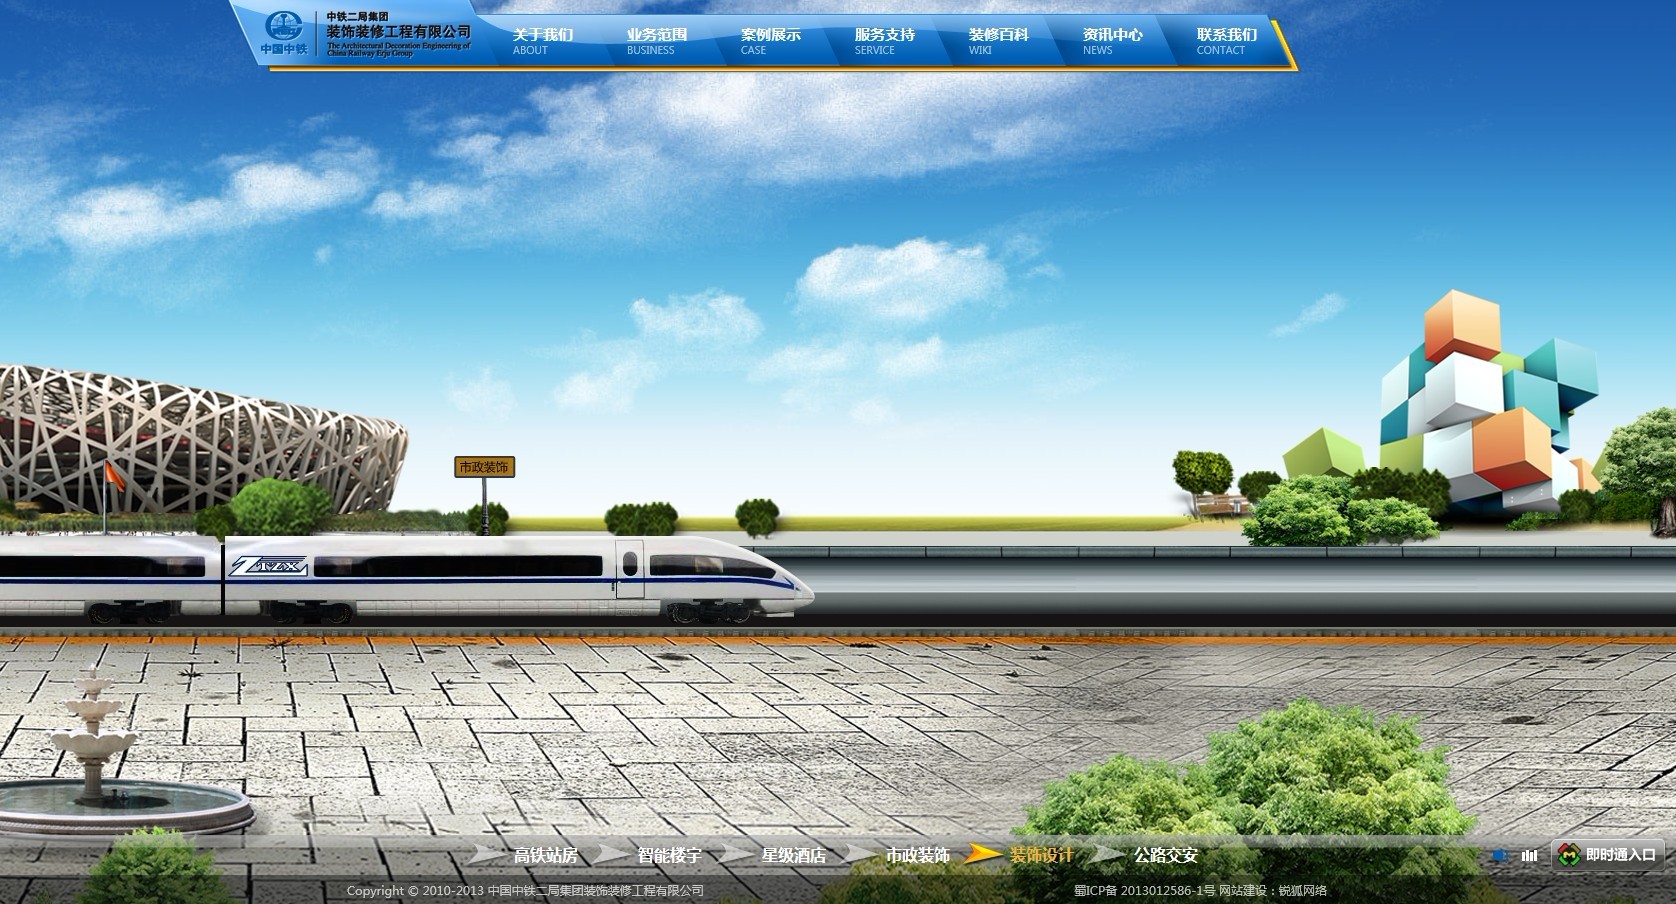 中国中铁
中铁二局集团
装饰装修工程有限公司
The Architectural Decoration Engineering of
China Railway Erju Group
关于我们
ABOUT
业务范围
BUSINESS
案例展示
CASE
服务支持
SERVICE
装修百科
WIKI
资讯中心
NEWS
联系我们
CONTACT
市政装饰
高铁站房
智能楼宇
星级酒店
市政装饰
装饰设计
公路交安
即时通入口
Copyright © 2010-2013 中国中铁二局集团装饰装修工程有限公司
蜀ICP备 2013012586-1号 网站建设：锐狐网络